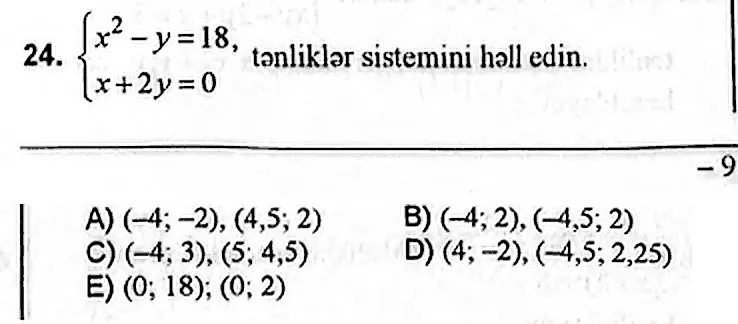 24. { x² – y = 18,
x + 2y = 0 tənliklər sistemini həll edin.
– 9
A) (–4; –2), (4,5; 2) B) (–4; 2), (–4,5; 2)
C) (–4; 3),(5; 4,5) D) (4; –2), (–4,5; 2,25)
E) (0; 18); (0; 2)